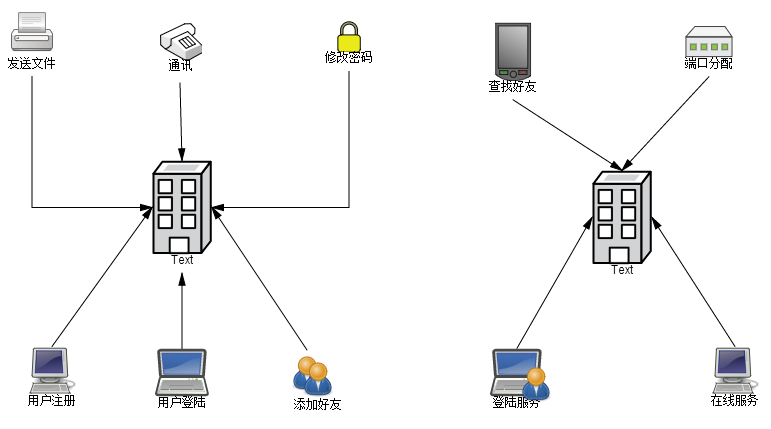 发送文件
通讯
修改密码
查找好友
端口分配
Text
Text
用户注册
用户登陆
添加好友
登陆服务
在线服务